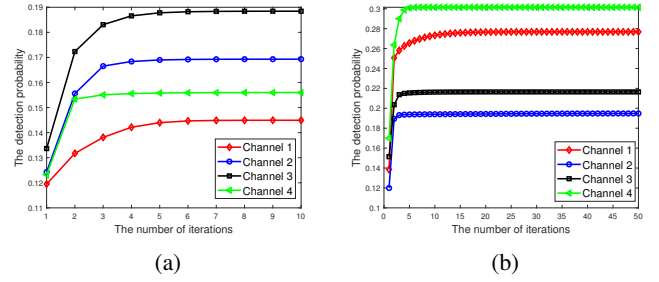 0.19
0.18
0.17
0.16
0.15
0.14
0.13
0.12
0.11
The detection probability
1 2 3 4 5 6 7 8 9 10
The number of iterations
Channel 1
Channel 2
Channel 3
Channel 4
(a)
0.3
0.28
0.26
0.24
0.22
0.2
0.18
0.16
0.14
0.12
0.1
The detection probability
0 5 10 15 20 25 30 35 40 45 50
The number of iterations
Channel 1
Channel 2
Channel 3
Channel 4
(b)